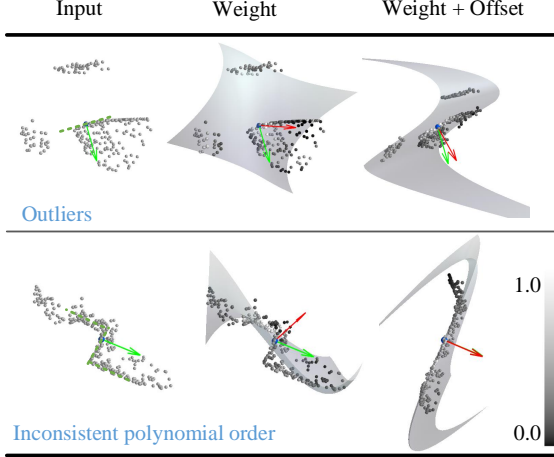 Input Weight Weight + Offset
Outliers
1.0
Inconsistent polynomial order 0.0